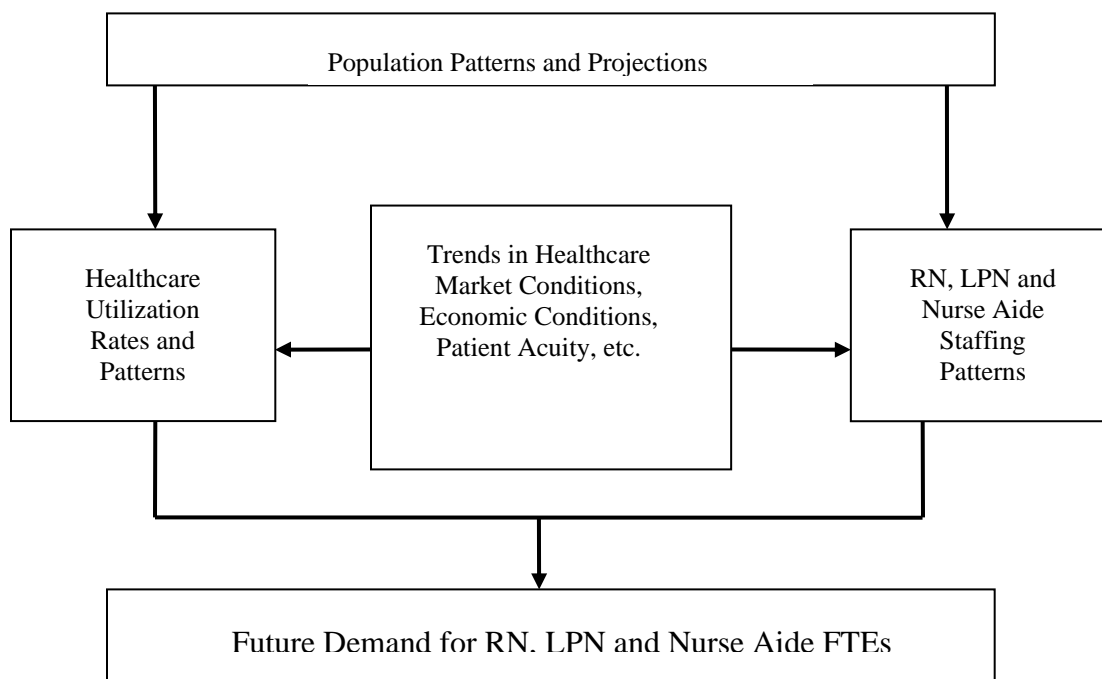 Population Patterns and Projections
Healthcare
Utilization
Rates and
Patterns
Trends in Healthcare
Market Conditions,
Economic Conditions,
Patient Acuity, etc.
RN, LPN and
Nurse Aide
Staffing
Patterns
Future Demand for RN, LPN and Nurse Aide FTEs